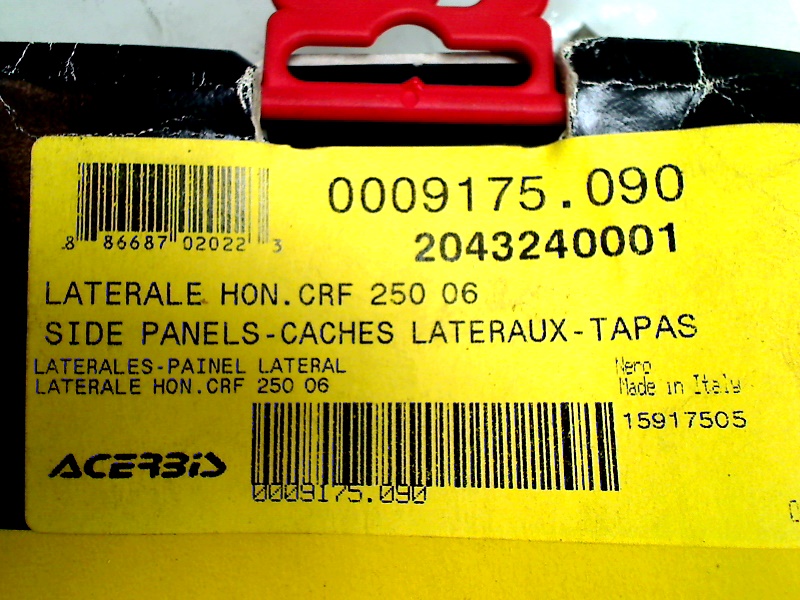 0009175.090
8 86687 02022 3
2043240001
LATERALE HON.CRF 250 06
SIDE PANELS-CACHES LATERAUX-TAPAS
LATERALES-PAINEL LATERAL
LATERALE HON.CRF 250 06
Nero
Made in Italy
15917505
ACERBIS
0009175.090